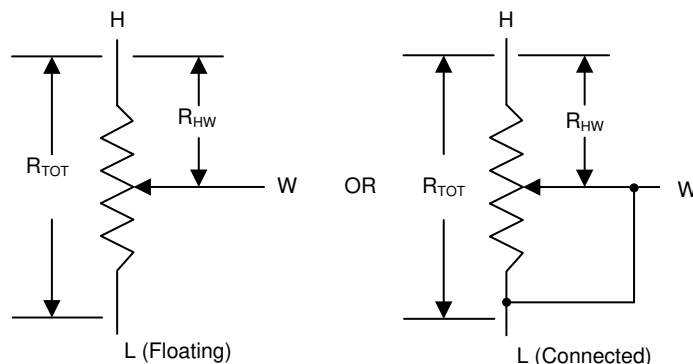 H
R_TOT
R_HW
W
L (Floating)
OR
H
R_TOT
R_HW
W
L (Connected)